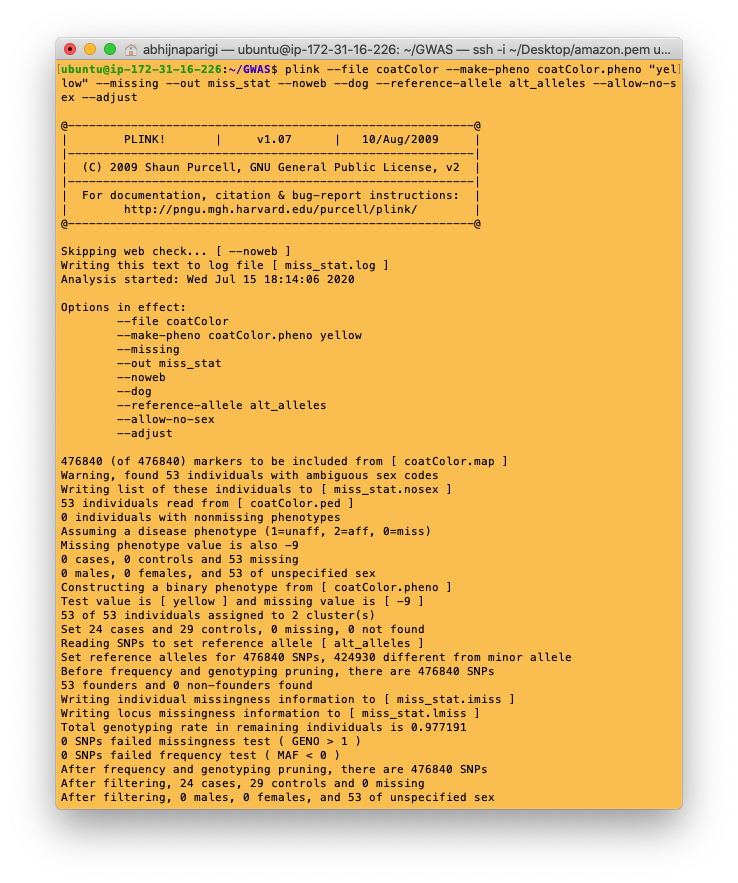 abhijnaparigi — ubuntu@ip-172-31-16-226: ~/GWAS — ssh -i ~/Desktop/amazon.pem u...
[ubuntu@ip-172-31-16-226:~/GWAS$ plink --file coatColor --make-pheno coatColor.pheno "yel]
low" --missing --out miss_stat --noweb --dog --reference-allele alt_alleles --allow-no-s
ex --adjust
@----------------------------------------------------------@
|        PLINK!       |     v1.07      |   10/Aug/2009     |
|----------------------------------------------------------|
|  (C) 2009 Shaun Purcell, GNU General Public License, v2  |
|----------------------------------------------------------|
|  For documentation, citation & bug-report instructions:  |
|        http://pngu.mgh.harvard.edu/purcell/plink/        |
@----------------------------------------------------------@
Skipping web check... [ --noweb ]
Writing this text to log file [ miss_stat.log ]
Analysis started: Wed Jul 15 18:14:06 2020
Options in effect:
        --file coatColor
        --make-pheno coatColor.pheno yellow
        --missing
        --out miss_stat
        --noweb
        --dog
        --reference-allele alt_alleles
        --allow-no-sex
        --adjust
476840 (of 476840) markers to be included from [ coatColor.map ]
Warning, found 53 individuals with ambiguous sex codes
Writing list of these individuals to [ miss_stat.nosex ]
53 individuals read from [ coatColor.ped ]
0 individuals with nonmissing phenotypes
Assuming a disease phenotype (1=unaff, 2=aff, 0=miss)
Missing phenotype value is also -9
0 cases, 0 controls and 53 missing
0 males, 0 females, and 53 of unspecified sex
Constructing a binary phenotype from [ coatColor.pheno ]
Test value is [ yellow ] and missing value is [ -9 ]
53 of 53 individuals assigned to 2 cluster(s)
Set 24 cases and 29 controls, 0 missing, 0 not found
Reading SNPs to set reference allele [ alt_alleles ]
Set reference alleles for 476840 SNPs, 424930 different from minor allele
Before frequency and genotyping pruning, there are 476840 SNPs
53 founders and 0 non-founders found
Writing individual missingness information to [ miss_stat.imiss ]
Writing locus missingness information to [ miss_stat.lmiss ]
Total genotyping rate in remaining individuals is 0.977191
0 SNPs failed missingness test ( GENO > 1 )
0 SNPs failed frequency test ( MAF < 0 )
After frequency and genotyping pruning, there are 476840 SNPs
After filtering, 24 cases, 29 controls and 0 missing
After filtering, 0 males, 0 females, and 53 of unspecified sex